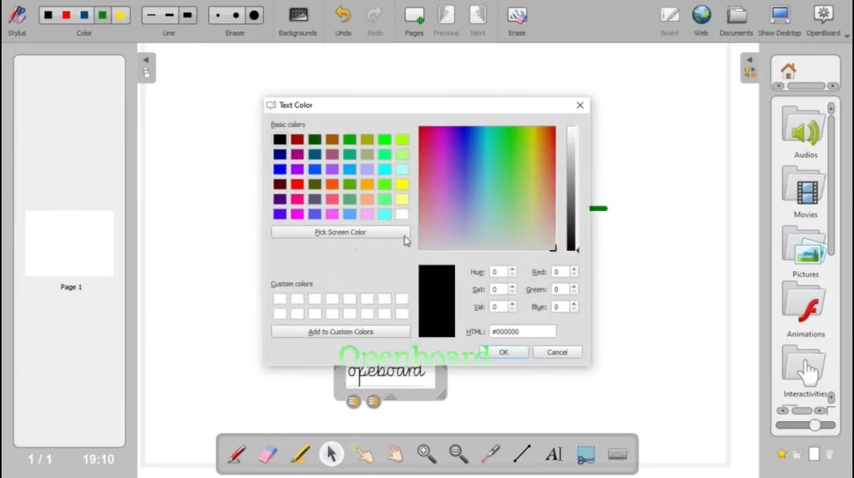 Stylus
Color
Line
Eraser
Backgrounds
Undo
Redo
Pages
Previous
Next
Erase
Board
Web
Documents
Show Desktop
OpenBoard
Text Color
Basic colors
Pick Screen Color
Custom colors
Add to Custom Colors
Hue: 0
Red: 0
Sat: 0
Green: 0
Val: 0
Blue: 0
HTML: #000000
OK
Cancel
Openboard
opeboard
Page 1
1 / 1
19:10
Audios
Movies
Pictures
Animations
Interactivities
AI